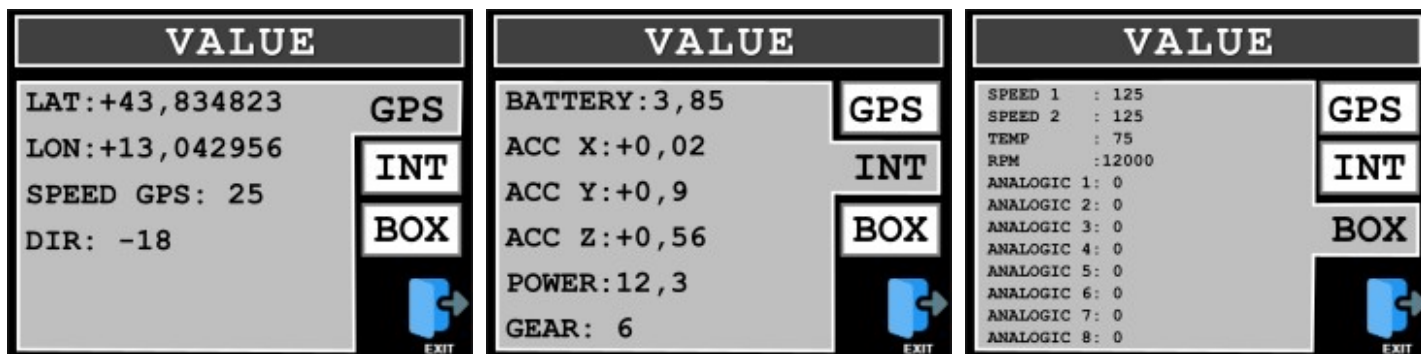 VALUE
LAT:+43,834823
LON:+13,042956
SPEED GPS: 25
DIR: -18
GPS
INT
BOX
EXIT
VALUE
BATTERY:3,85
ACC X:+0,02
ACC Y:+0,9
ACC Z:+0,56
POWER:12,3
GEAR: 6
GPS
INT
BOX
EXIT
VALUE
SPEED 1 : 125
SPEED 2 : 125
TEMP : 75
RPM :12000
ANALOGIC 1: 0
ANALOGIC 2: 0
ANALOGIC 3: 0
ANALOGIC 4: 0
ANALOGIC 5: 0
ANALOGIC 6: 0
ANALOGIC 7: 0
ANALOGIC 8: 0
GPS
INT
BOX
EXIT